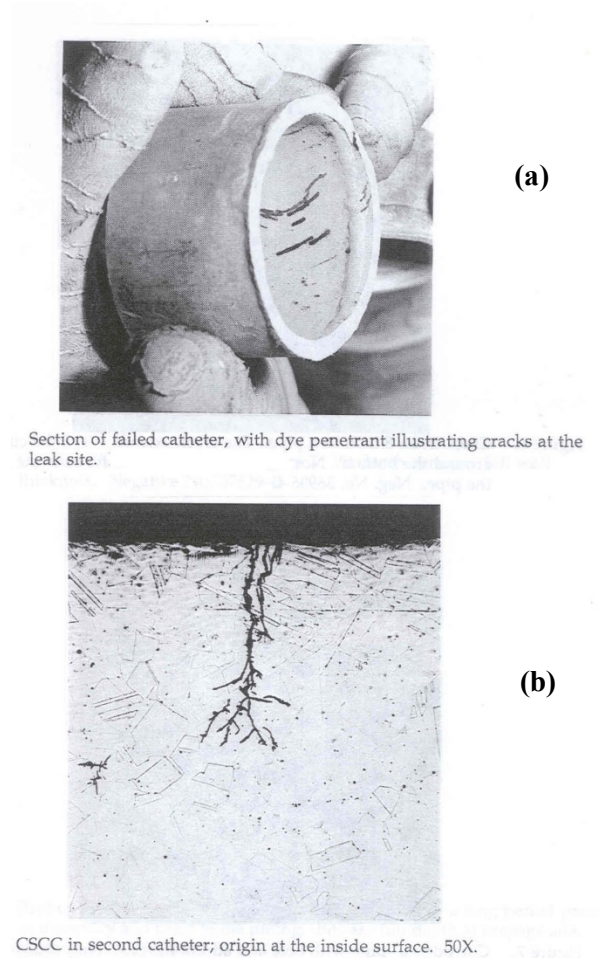 (a)
Section of failed catheter, with dye penetrant illustrating cracks at the
leak site.
(b)
CSCC in second catheter; origin at the inside surface. 50X.